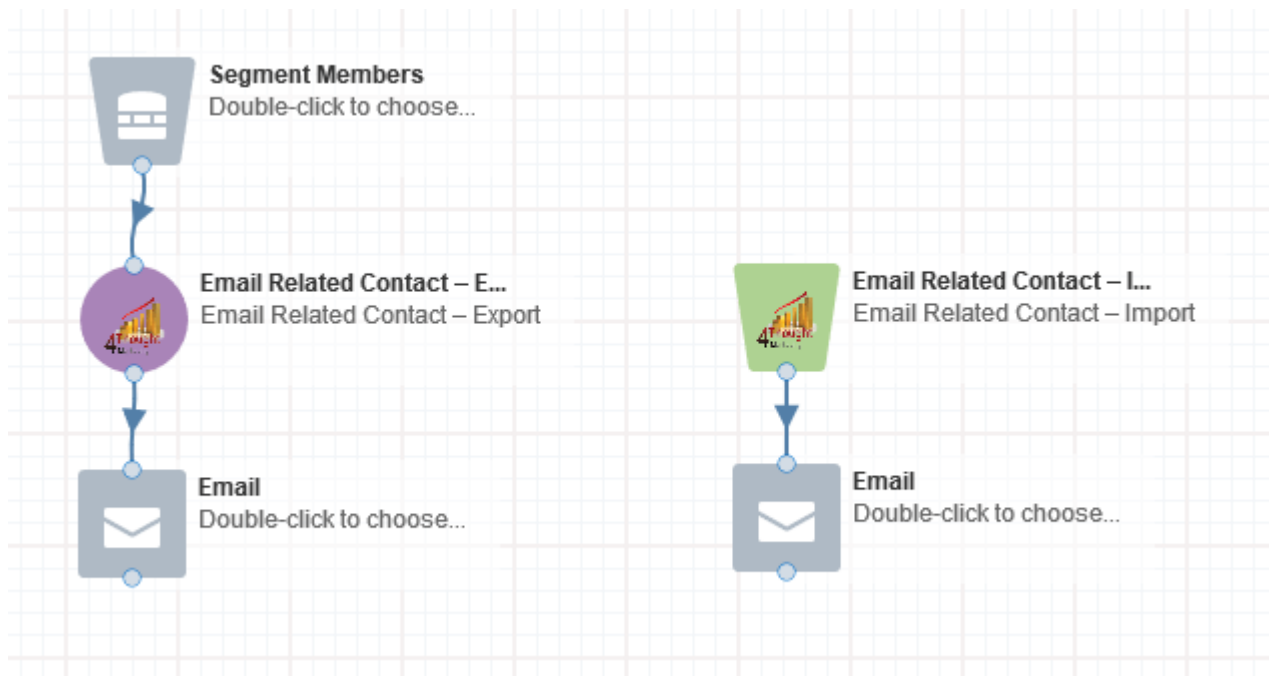 Segment Members
Double-click to choose...
Email Related Contact – E...
Email Related Contact – Export
Email
Double-click to choose...
Email Related Contact – I...
Email Related Contact – Import
Email
Double-click to choose...